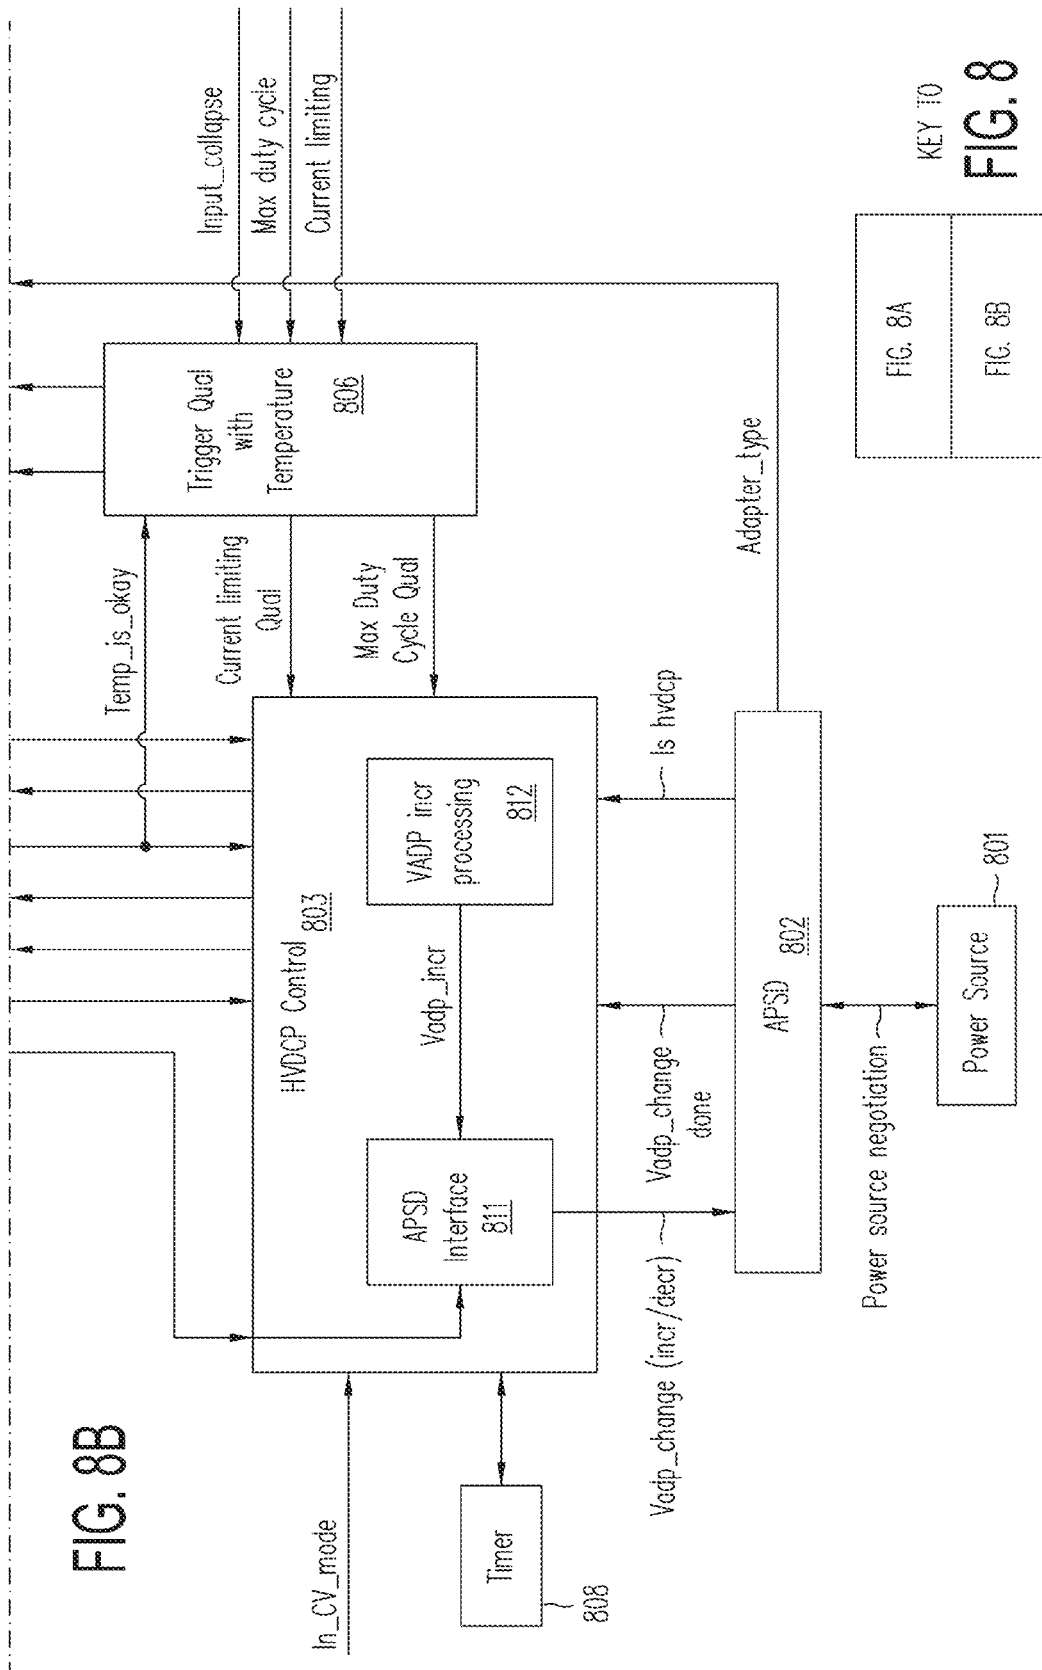 FIG. 8B
Temp_is_okay
Input_collapse
Max duty cycle
Current limiting
Trigger Qual
with
Temperature
806
Current limiting
Qual
Max Duty
Cycle Qual
In_CV_mode
HVDCP Control
803
APSD
Interface
811
Vadp_incr
VADP incr
processing
812
Timer
808
Vadp_change (incr/decr)
Vadp_change
done
Is hvdcp
Adapter_type
APSD
802
Power source negotiation
Power Source
801
FIG. 8A
FIG. 8B
KEY TO
FIG. 8